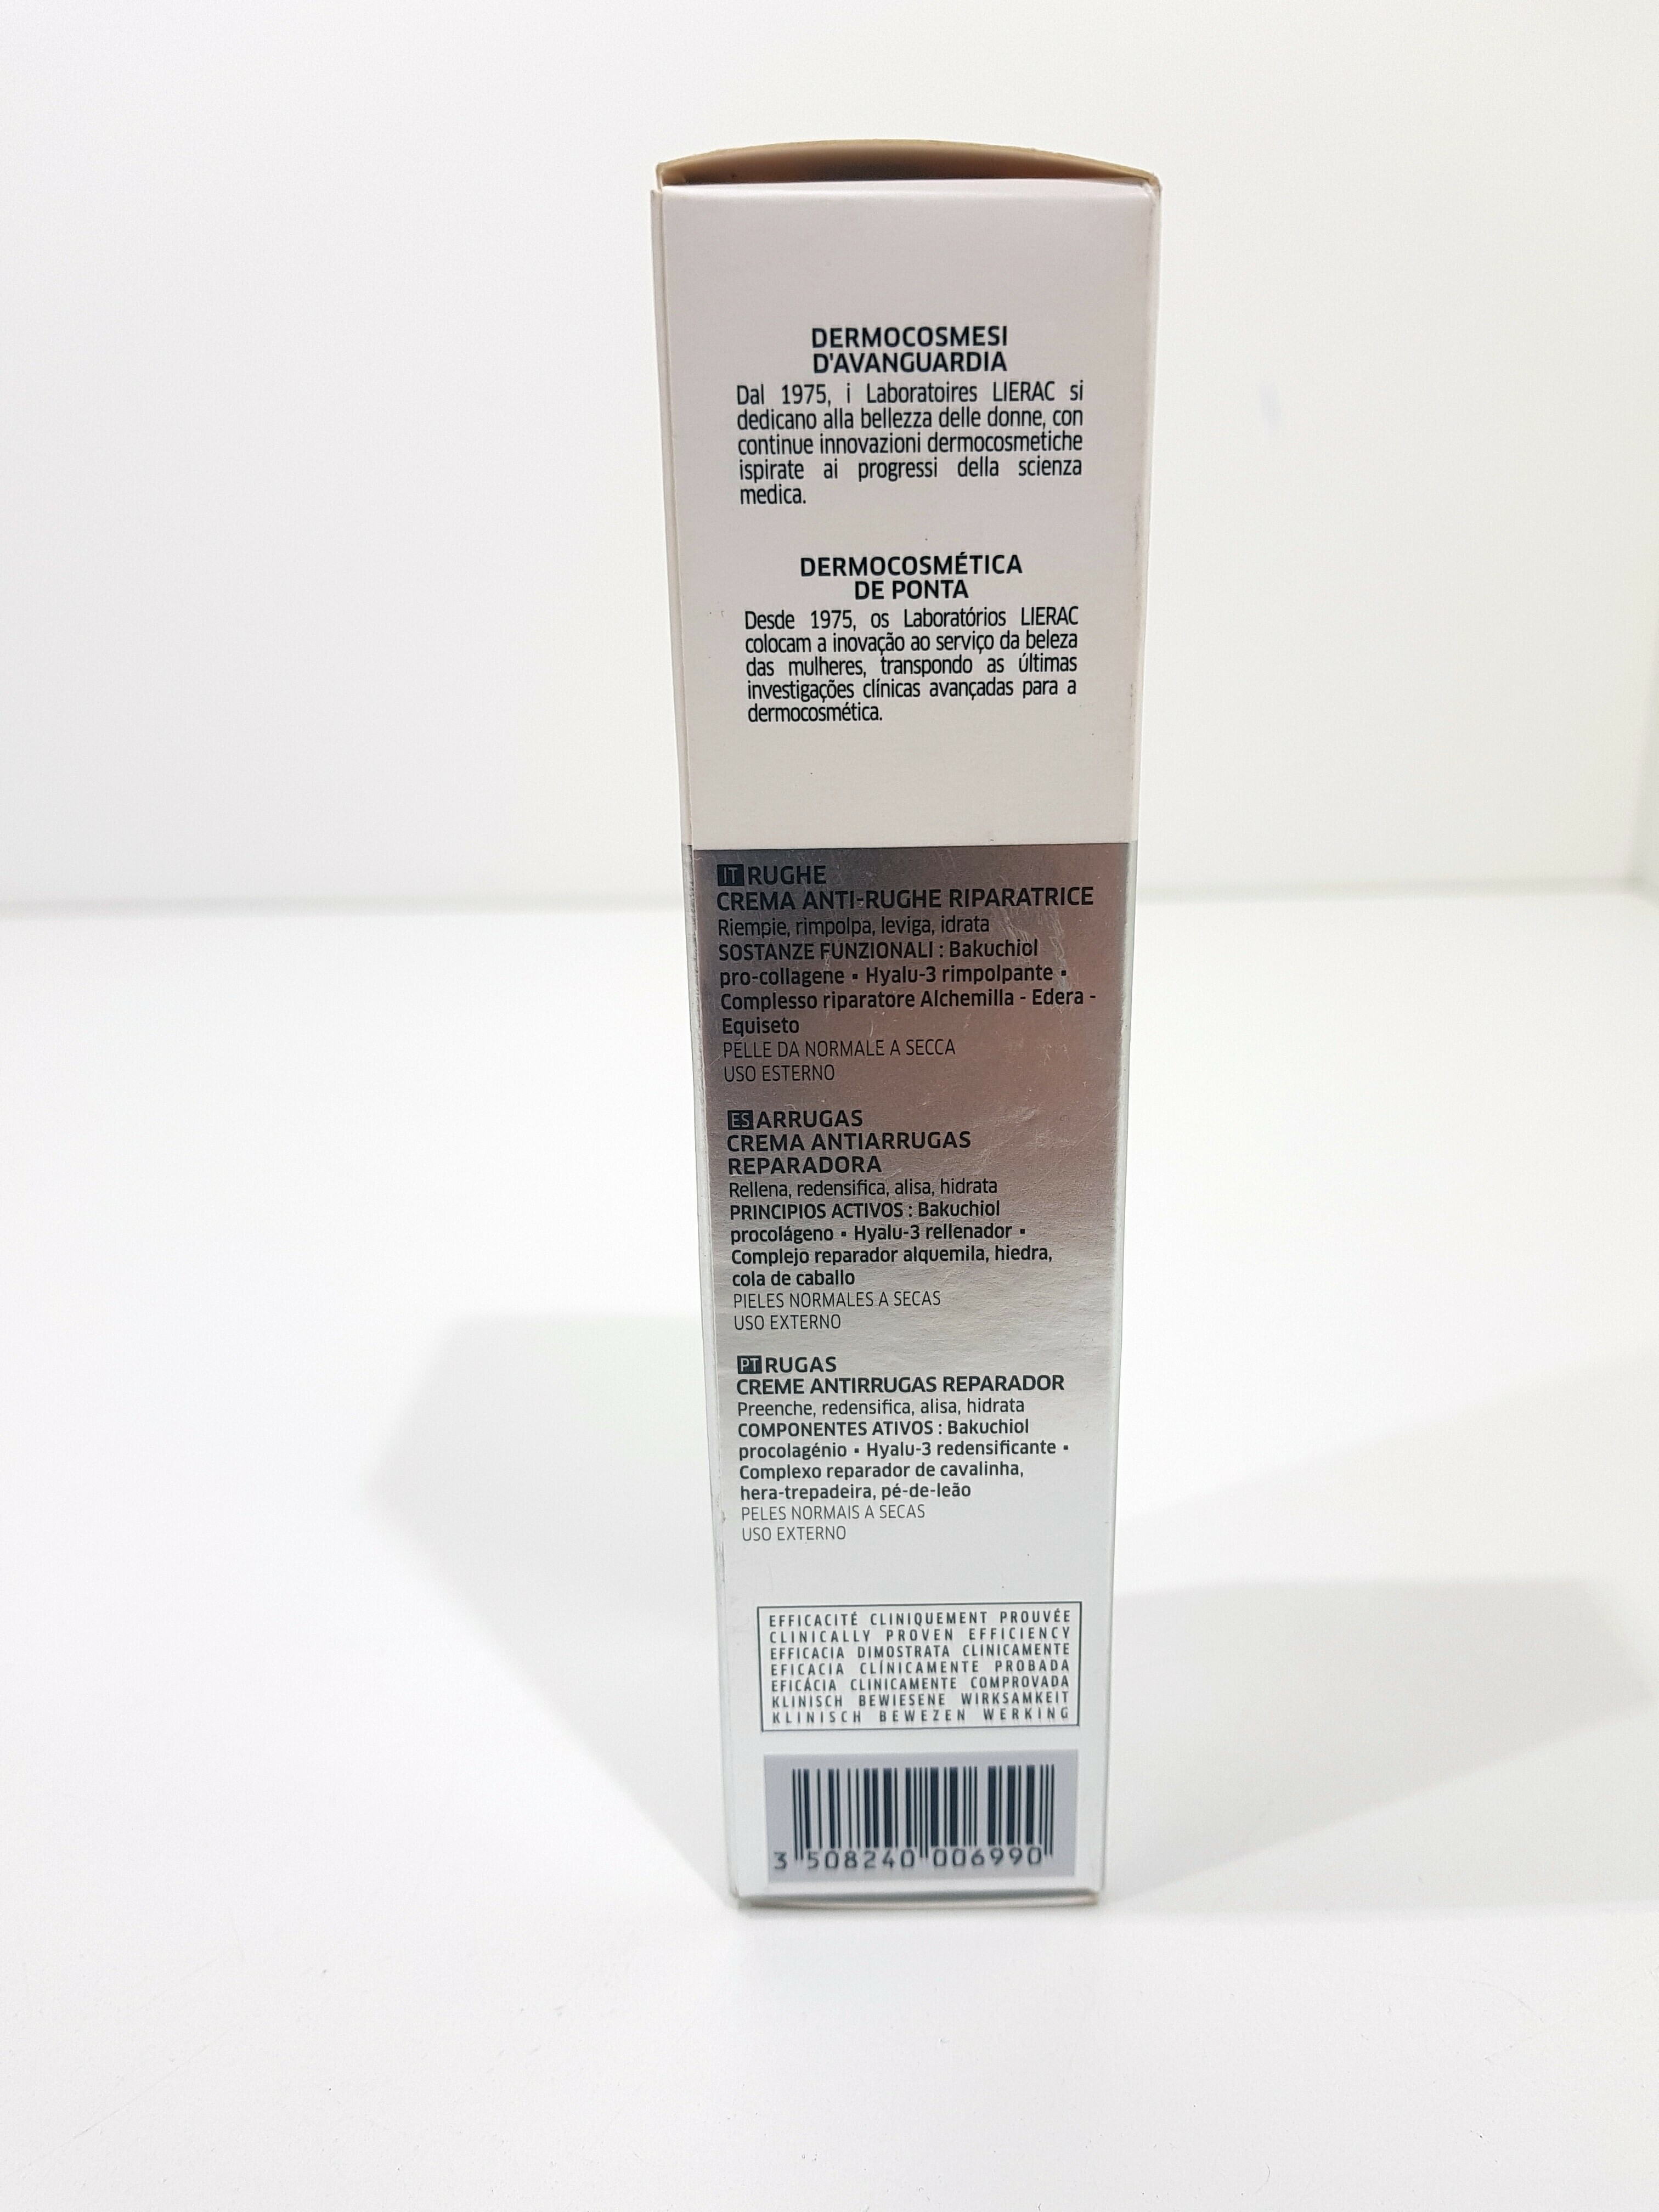 DERMOCOSMESI
D'AVANGUARDIA
Dal 1975, i Laboratoires LIERAC si
dedicano alla bellezza delle donne, con
continue innovazioni dermocosmetiche
ispirate ai progressi della scienza
medica.
DERMOCOSMÉTICA
DE PONTA
Desde 1975, os Laboratórios LIERAC
colocam a inovação ao serviço da beleza
das mulheres, transpondo as últimas
investigações clínicas avançadas para a
dermocosmética.
IT RUGHE
CREMA ANTI-RUGHE RIPARATRICE
Riempie, rimpolpa, leviga, idrata
SOSTANZE FUNZIONALI : Bakuchiol
pro-collagene ▪ Hyalu-3 rimpolpante ▪
Complesso riparatore Alchemilla - Edera -
Equiseto
PELLE DA NORMALE A SECCA
USO ESTERNO
ES ARRUGAS
CREMA ANTIARRUGAS
REPARADORA
Rellena, redensifica, alisa, hidrata
PRINCIPIOS ACTIVOS : Bakuchiol
procolágeno ▪ Hyalu-3 rellenador ▪
Complejo reparador alquemila, hiedra,
cola de caballo
PIELES NORMALES A SECAS
USO EXTERNO
PT RUGAS
CREME ANTIRRUGAS REPARADOR
Preenche, redensifica, alisa, hidrata
COMPONENTES ATIVOS : Bakuchiol
procolagénio ▪ Hyalu-3 redensificante ▪
Complexo reparador de cavalinha,
hera-trepadeira, pé-de-leão
PELES NORMAIS A SECAS
USO EXTERNO
EFFICACITÉ CLINIQUEMENT PROUVÉE
CLINICALLY PROVEN EFFICIENCY
EFFICACIA DIMOSTRATA CLINICAMENTE
EFICACIA CLÍNICAMENTE PROBADA
EFICÁCIA CLINICAMENTE COMPROVADA
KLINISCH BEWIESENE WIRKSAMKEIT
KLINISCH BEWEZEN WERKING
3 508240 006990